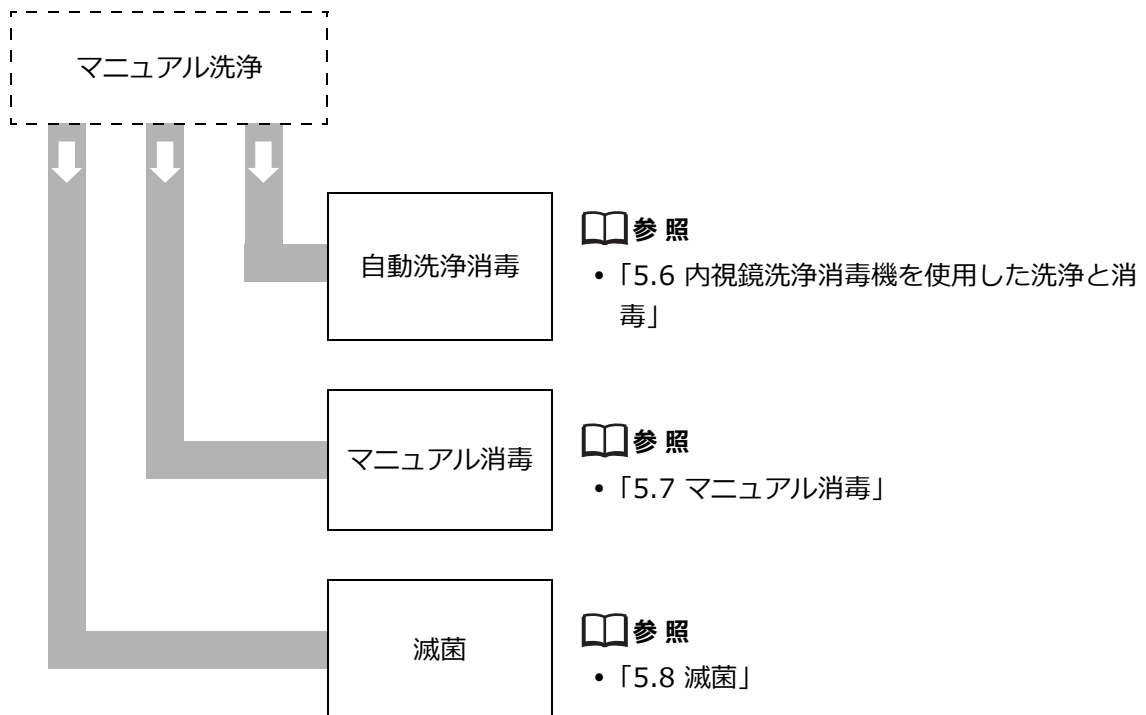 マニュアル洗浄
自動洗浄消毒
参照
•「5.6 内視鏡洗浄消毒機を使用した洗浄と消
毒」
マニュアル消毒
参照
•「5.7 マニュアル消毒」
滅菌
参照
•「5.8 滅菌」